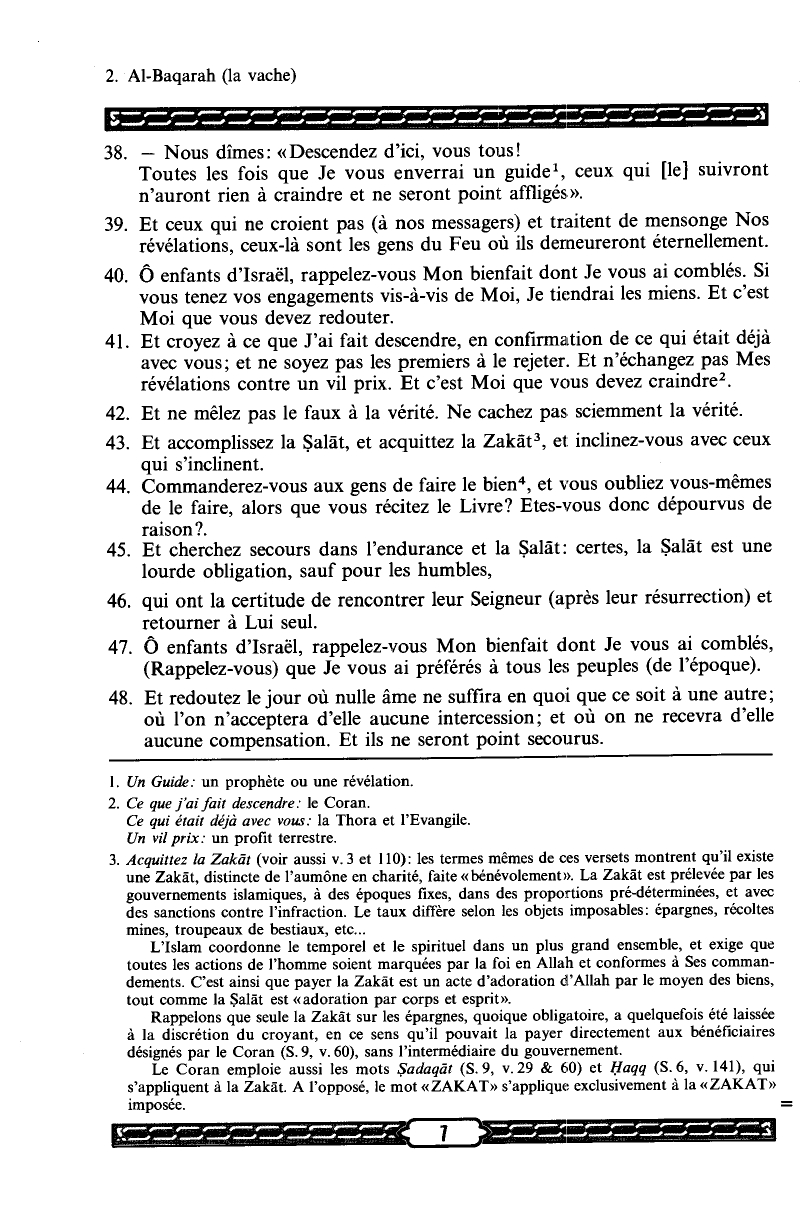 2. Al-Baqarah (la vache)
38. – Nous dîmes: «Descendez d'ici, vous tous!
Toutes les fois que Je vous enverrai un guide¹, ceux qui [le] suivront
n'auront rien à craindre et ne seront point affligés».
39. Et ceux qui ne croient pas (à nos messagers) et traitent de mensonge Nos
révélations, ceux-là sont les gens du Feu où ils demeureront éternellement.
40. Ô enfants d'Israël, rappelez-vous Mon bienfait dont Je vous ai comblés. Si
vous tenez vos engagements vis-à-vis de Moi, Je tiendrai les miens. Et c'est
Moi que vous devez redouter.
41. Et croyez à ce que J'ai fait descendre, en confirmation de ce qui était déjà
avec vous; et ne soyez pas les premiers à le rejeter. Et n'échangez pas Mes
révélations contre un vil prix. Et c'est Moi que vous devez craindre².
42. Et ne mêlez pas le faux à la vérité. Ne cachez pas sciemment la vérité.
43. Et accomplissez la Ṣalāt, et acquittez la Zakāt³, et inclinez-vous avec ceux
qui s'inclinent.
44. Commanderez-vous aux gens de faire le bien⁴, et vous oubliez vous-mêmes
de le faire, alors que vous récitez le Livre? Etes-vous donc dépourvus de
raison?.
45. Et cherchez secours dans l'endurance et la Ṣalāt: certes, la Ṣalāt est une
lourde obligation, sauf pour les humbles,
46. qui ont la certitude de rencontrer leur Seigneur (après leur résurrection) et
retourner à Lui seul.
47. Ô enfants d'Israël, rappelez-vous Mon bienfait dont Je vous ai comblés,
(Rappelez-vous) que Je vous ai préférés à tous les peuples (de l'époque).
48. Et redoutez le jour où nulle âme ne suffira en quoi que ce soit à une autre;
où l'on n'acceptera d'elle aucune intercession; et où on ne recevra d'elle
aucune compensation. Et ils ne seront point secourus.
1. Un Guide: un prophète ou une révélation.
2. Ce que j'ai fait descendre: le Coran.
Ce qui était déjà avec vous: la Thora et l'Evangile.
Un vil prix: un profit terrestre.
3. Acquittez la Zakāt (voir aussi v. 3 et 110): les termes mêmes de ces versets montrent qu'il existe
une Zakāt, distincte de l'aumône en charité, faite «bénévolement». La Zakāt est prélevée par les
gouvernements islamiques, à des époques fixes, dans des proportions pré-déterminées, et avec
des sanctions contre l'infraction. Le taux diffère selon les objets imposables: épargnes, récoltes
mines, troupeaux de bestiaux, etc...
L'Islam coordonne le temporel et le spirituel dans un plus grand ensemble, et exige que
toutes les actions de l'homme soient marquées par la foi en Allah et conformes à Ses comman-
dements. C'est ainsi que payer la Zakāt est un acte d'adoration d'Allah par le moyen des biens,
tout comme la Ṣalāt est «adoration par corps et esprit».
Rappelons que seule la Zakāt sur les épargnes, quoique obligatoire, a quelquefois été laissée
à la discrétion du croyant, en ce sens qu'il pouvait la payer directement aux bénéficiaires
désignés par le Coran (S. 9, v. 60), sans l'intermédiaire du gouvernement.
Le Coran emploie aussi les mots Ṣadaqāt (S. 9, v. 29 & 60) et Ḥaqq (S. 6, v. 141), qui
s'appliquent à la Zakāt. A l'opposé, le mot «ZAKAT» s'applique exclusivement à la «ZAKAT»
imposée. =
7